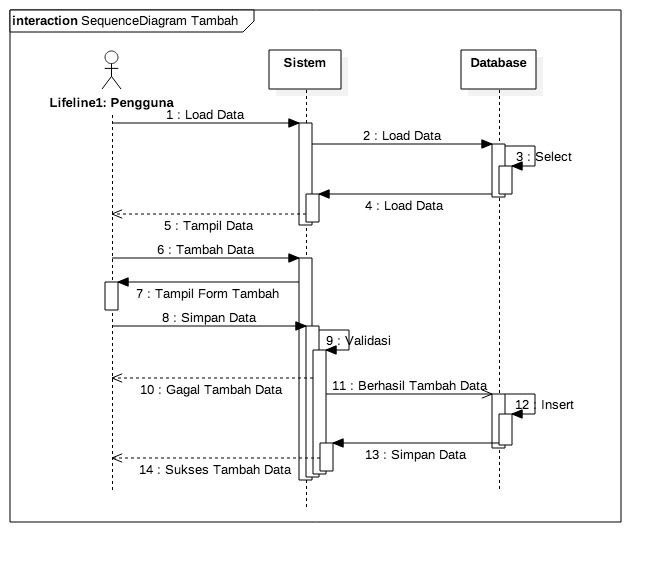 interaction SequenceDiagram Tambah
Sistem
Database
Lifeline1: Pengguna
1 : Load Data
2 : Load Data
3 : Select
4 : Load Data
5 : Tampil Data
6 : Tambah Data
7 : Tampil Form Tambah
8 : Simpan Data
9 : Validasi
10 : Gagal Tambah Data
11 : Berhasil Tambah Data
12 : Insert
13 : Simpan Data
14 : Sukses Tambah Data